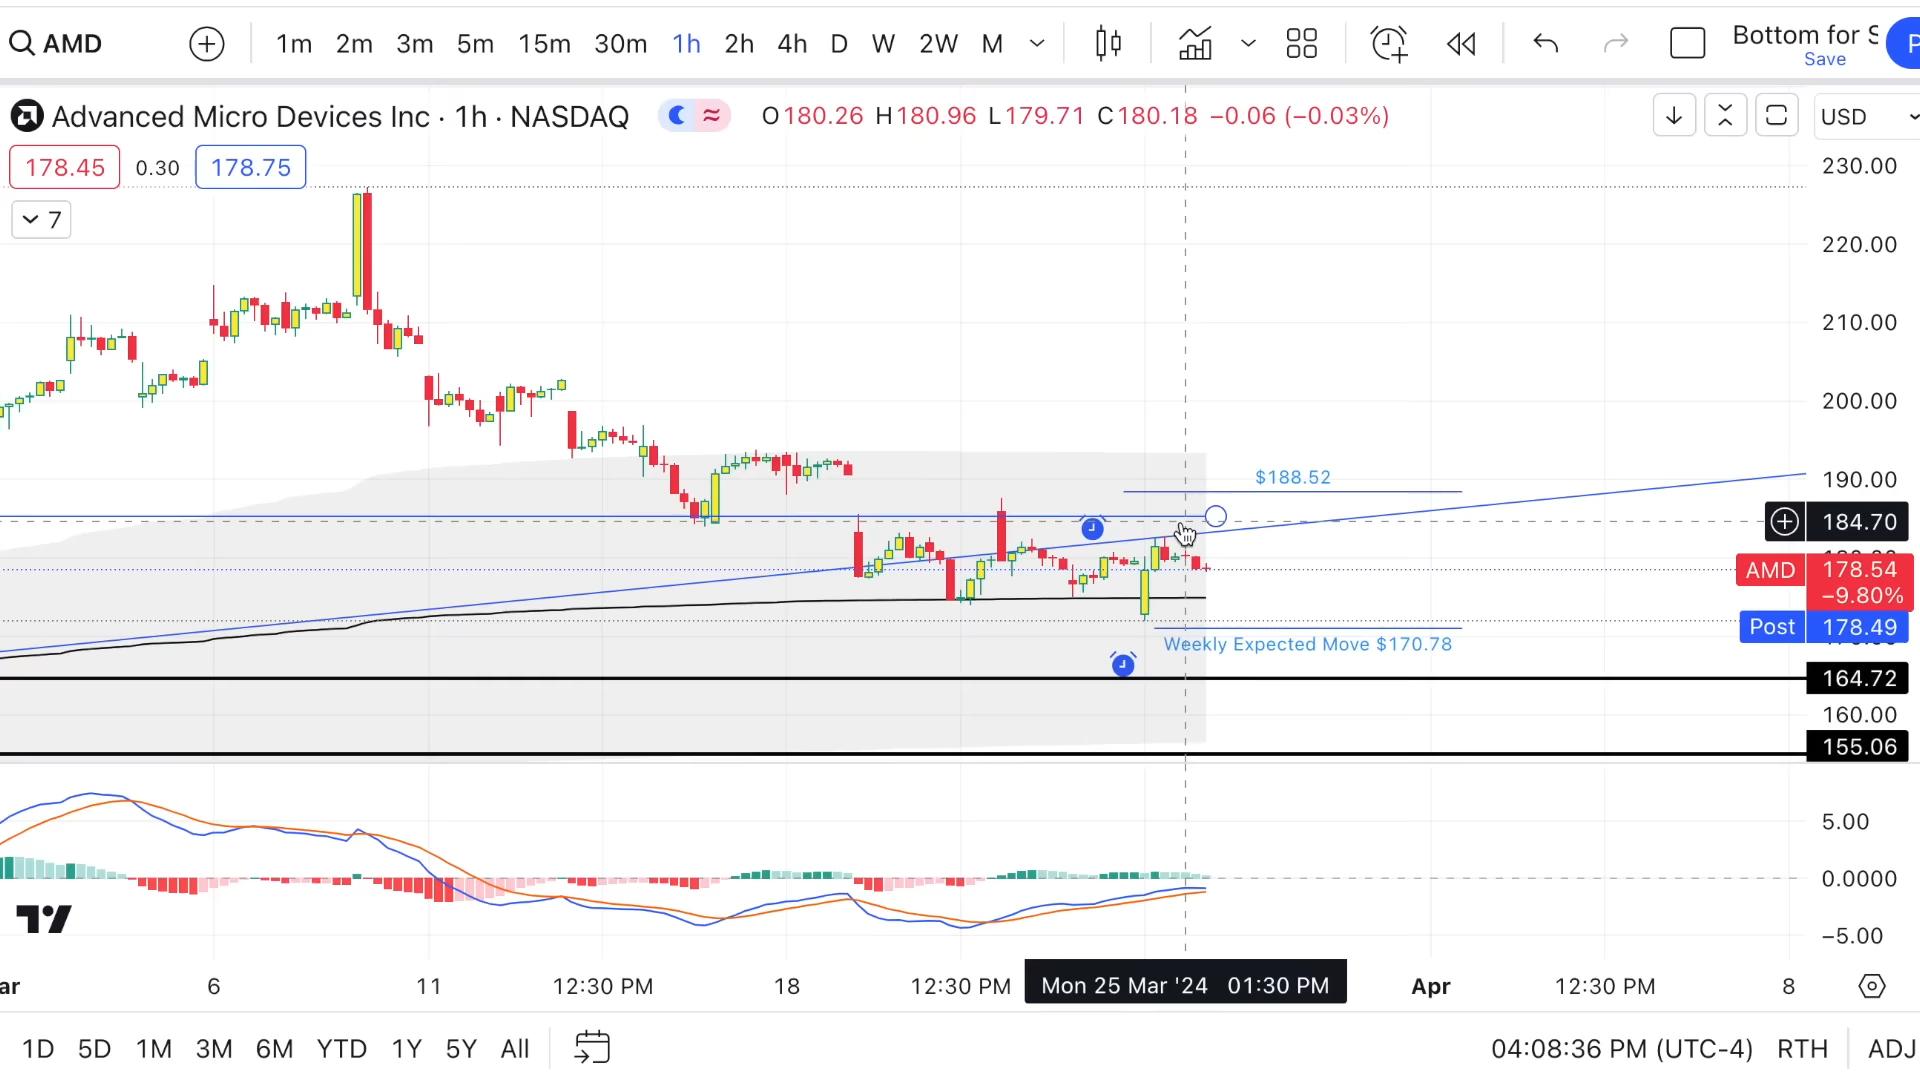 AMD 1m 2m 3m 5m 15m 30m 1h 2h 4h D W 2W M Bottom for S
Save P
Advanced Micro Devices Inc · 1h · NASDAQ O180.26 H180.96 L179.71 C180.18 −0.06 (−0.03%) USD
178.45 0.30 178.75
7
230.00
220.00
210.00
200.00
190.00
$188.52
184.70
AMD 178.54
−9.80%
Post 178.49
Weekly Expected Move $170.78
164.72
160.00
155.06
5.00
0.0000
−5.00
ar 6 11 12:30 PM 18 12:30 PM Mon 25 Mar '24 01:30 PM Apr 12:30 PM 8
1D 5D 1M 3M 6M YTD 1Y 5Y All 04:08:36 PM (UTC-4) RTH ADJ